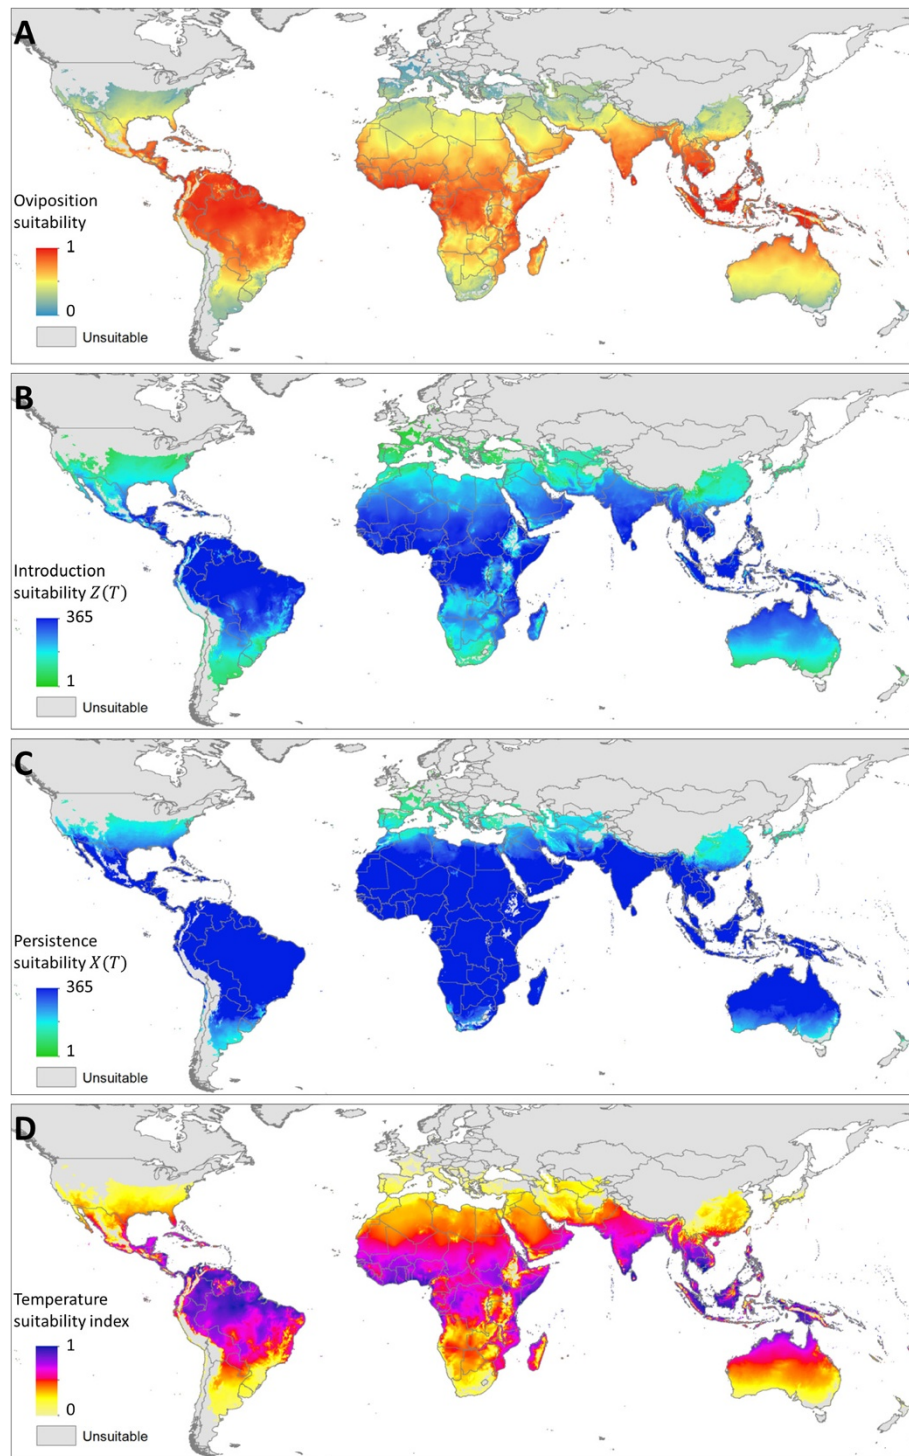 A
Oviposition
suitability
1
0
Unsuitable
B
Introduction
suitability Z(T)
365
1
Unsuitable
C
Persistence
suitability X(T)
365
1
Unsuitable
D
Temperature
suitability index
1
0
Unsuitable